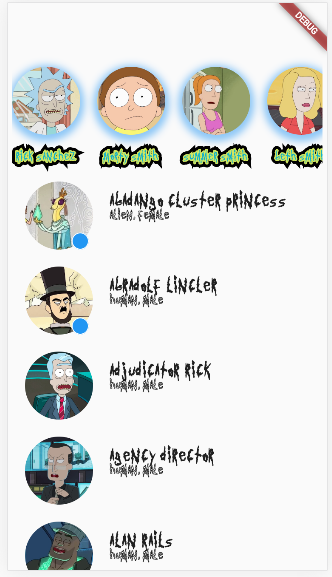 DEBUG
Rick Sanchez
Morty Smith
Summer Smith
Beth Smith
Abadango Cluster Princess
Alien, Female
Abradolf Lincler
Human, Male
Adjudicator Rick
Human, Male
Agency Director
Human, Male
Alan Rails
Human, Male